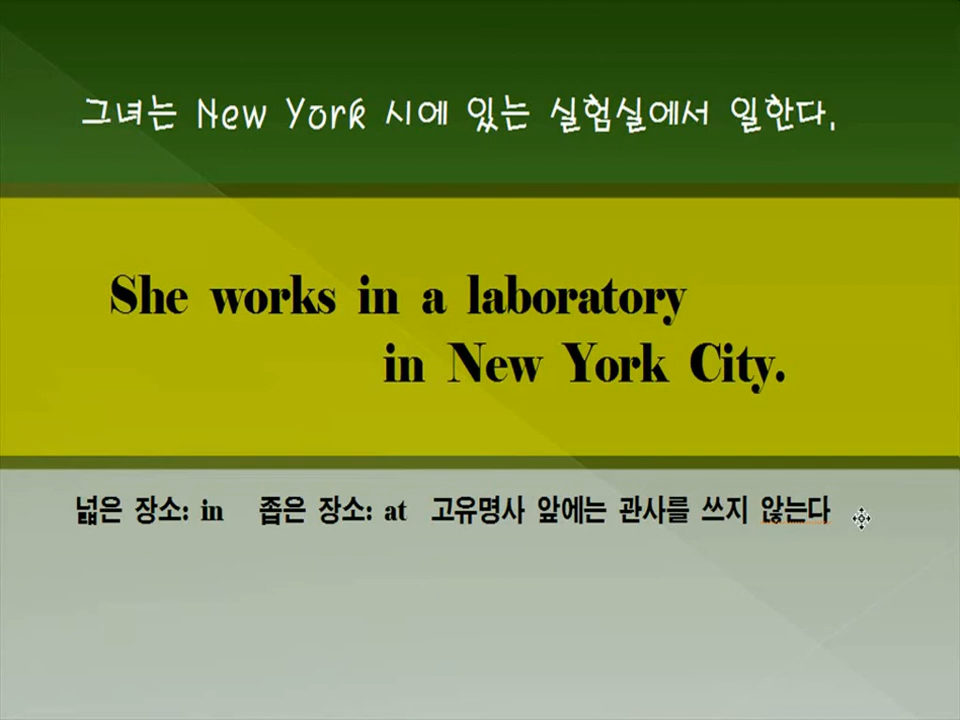 그녀는 New York 시에 있는 실험실에서 일한다.
She works in a laboratory
in New York City.
넓은 장소: in 좁은 장소: at 고유명사 앞에는 관사를 쓰지 않는다